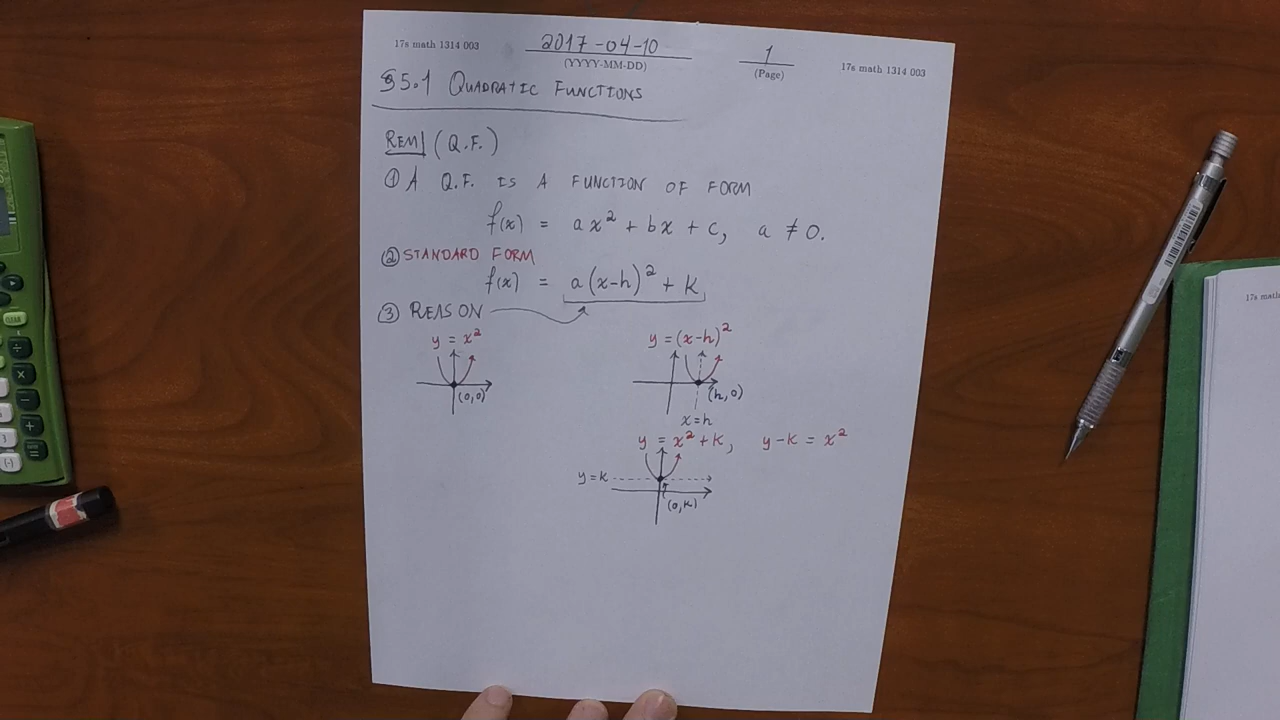 17s math 1314 003
2017-04-10
(YYYY-MM-DD)
1
(Page)
17s math 1314 003
§5.1 QUADRATIC FUNCTIONS
REM (Q.F.)
① A Q.F. IS A FUNCTION OF FORM
f(x) = ax² + bx + c, a ≠ 0.
② STANDARD FORM
f(x) = a(x-h)² + k
③ REASON
y = x²
(0,0)
y = (x-h)²
(h,0)
x=h
y = x² + k, y-k = x²
y=k
(0,k)
CLEAR
÷
×
−
+
3
=
(-)
17s math